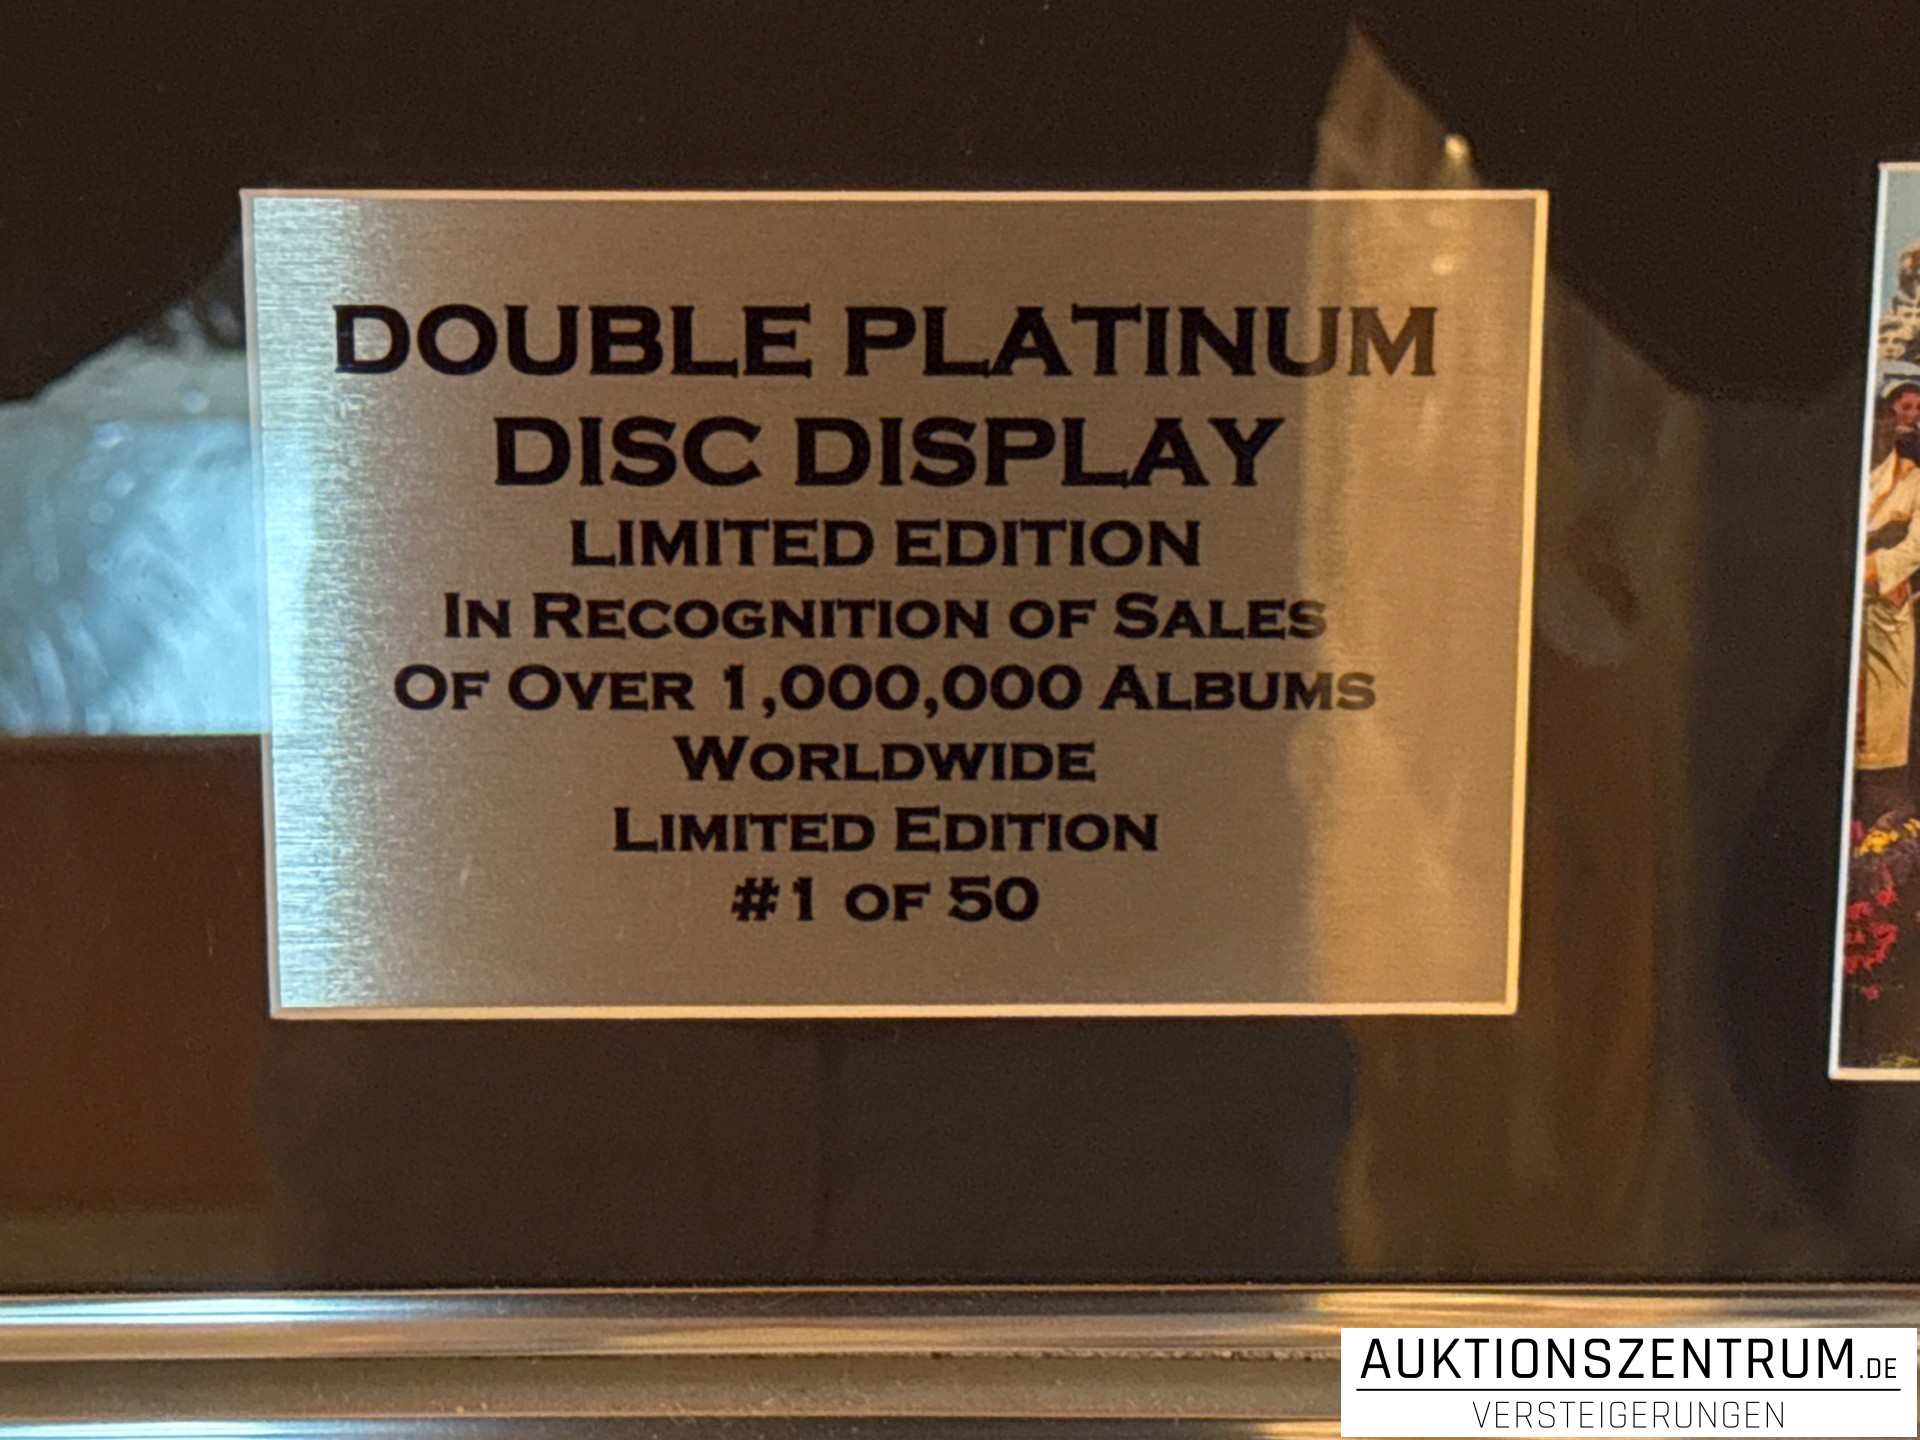 DOUBLE PLATINUM
DISC DISPLAY
LIMITED EDITION
IN RECOGNITION OF SALES
OF OVER 1,000,000 ALBUMS
WORLDWIDE
LIMITED EDITION
#1 OF 50
AUKTIONSZENTRUM.DE
VERSTEIGERUNGEN